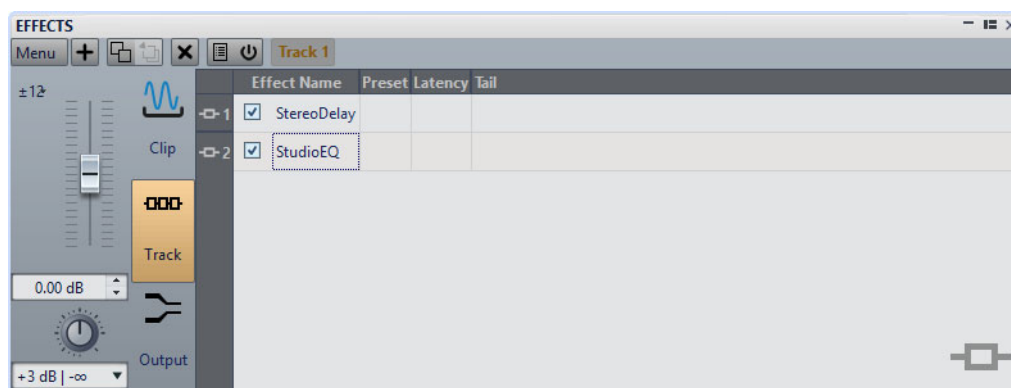 EFFECTS
Menu Track 1
Effect Name Preset Latency Tail
±12
1 StereoDelay
Clip
2 StudioEQ
Track
0.00 dB
Output
+3 dB | -∞